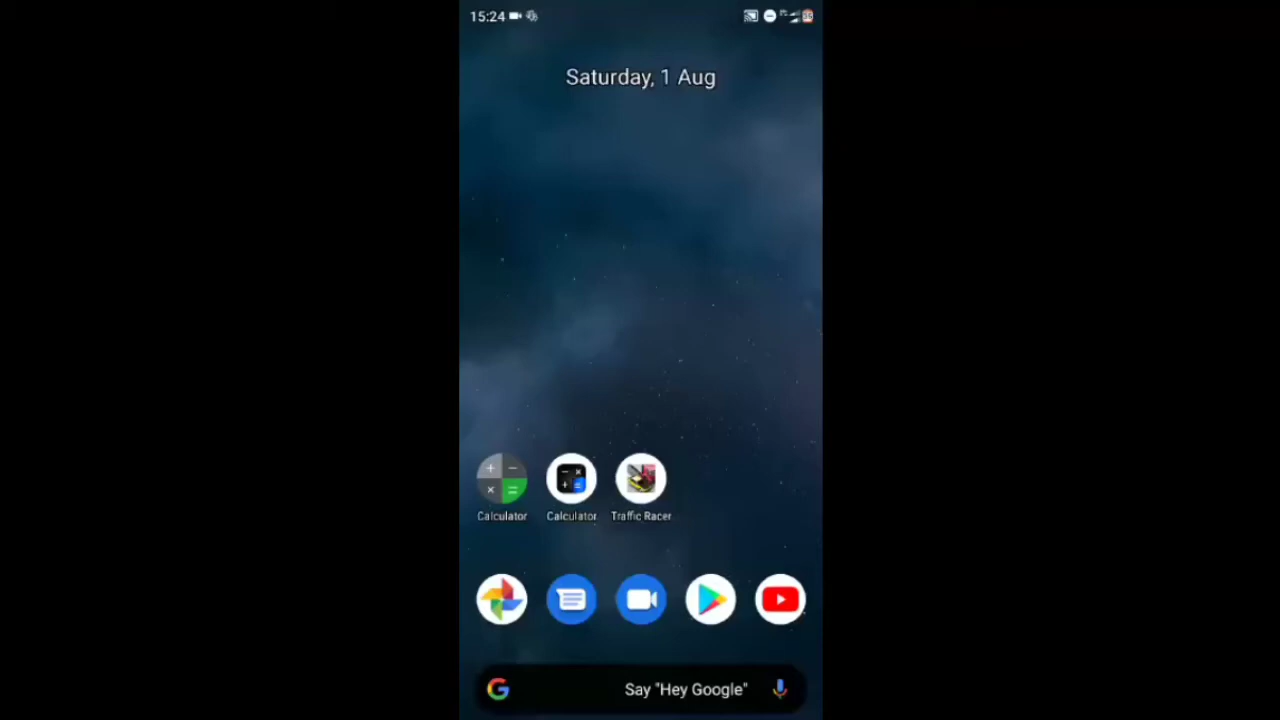 15:24
Saturday, 1 Aug
Calculator Calculator Traffic Racer
Say "Hey Google"